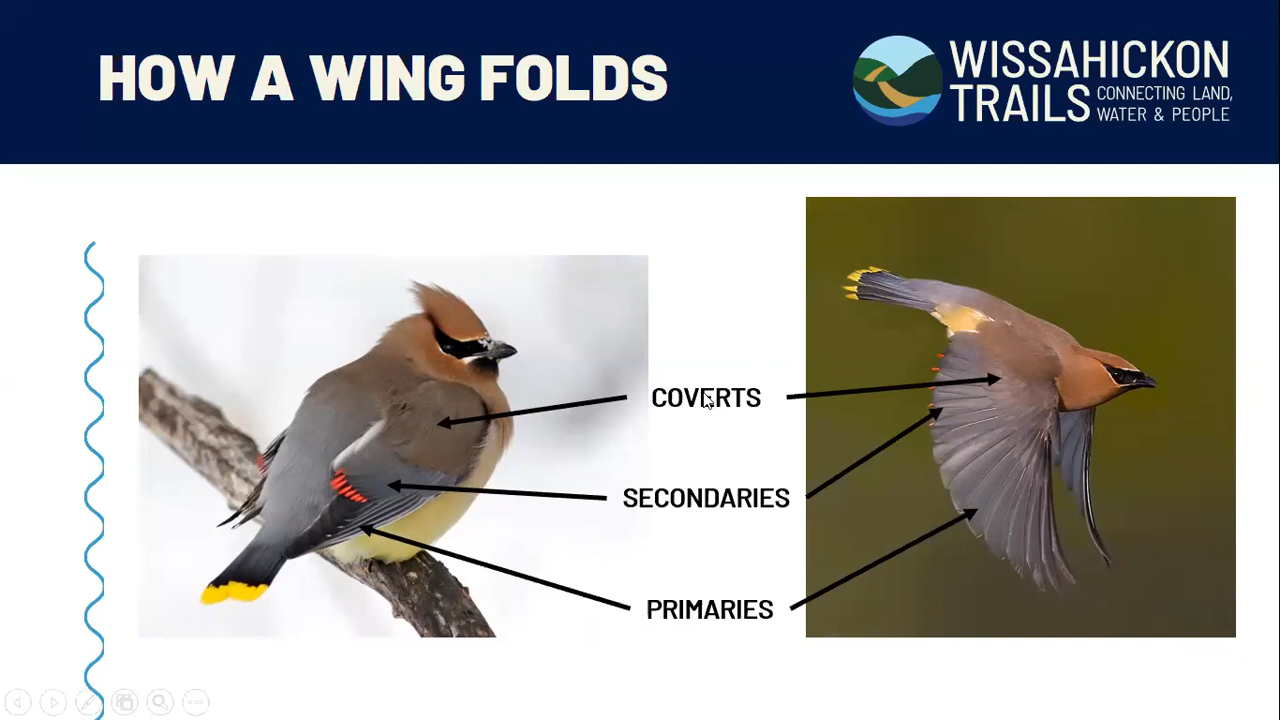 HOW A WING FOLDS
WISSAHICKON
TRAILS
CONNECTING LAND,
WATER & PEOPLE
COVERTS
SECONDARIES
PRIMARIES